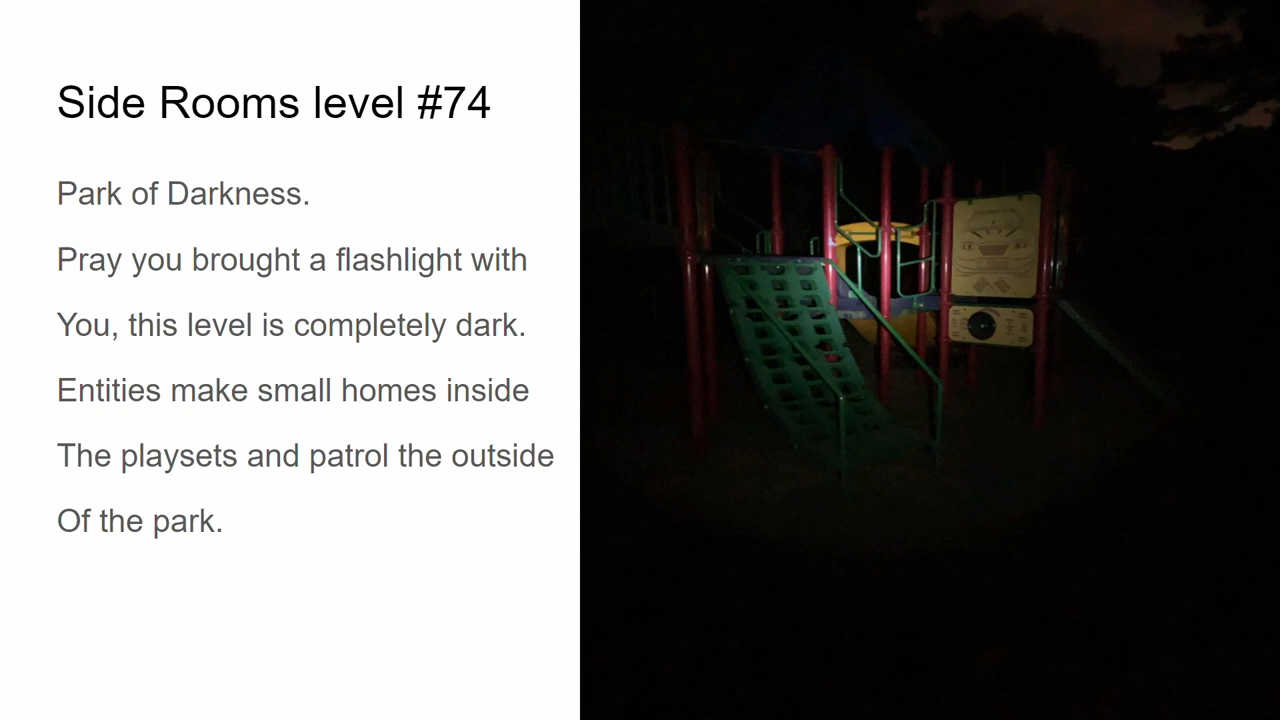 Side Rooms level #74
Park of Darkness.
Pray you brought a flashlight with
You, this level is completely dark.
Entities make small homes inside
The playsets and patrol the outside
Of the park.